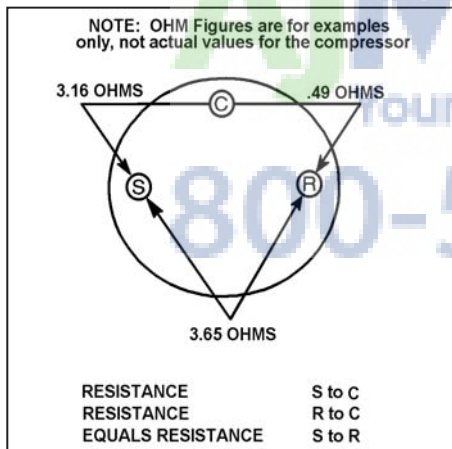 NOTE: OHM Figures are for examples
only, not actual values for the compressor
3.16 OHMS
C
.49 OHMS
S
R
3.65 OHMS
RESISTANCE S to C
RESISTANCE R to C
EQUALS RESISTANCE S to R